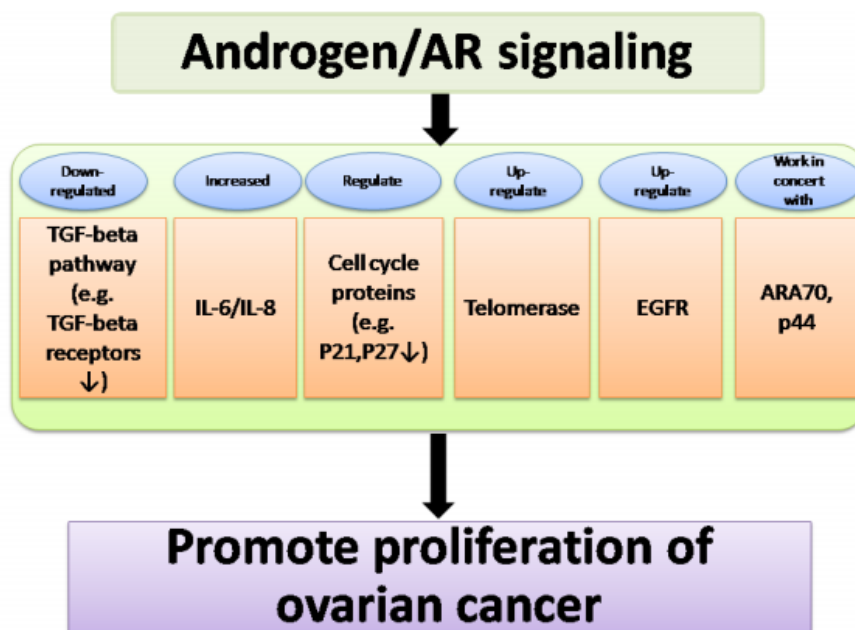 Androgen/AR signaling
Down-
regulated
TGF-beta
pathway
(e.g.
TGF-beta
receptors
↓)
Increased
IL-6/IL-8
Regulate
Cell cycle
proteins
(e.g.
P21,P27↓)
Up-
regulate
Telomerase
Up-
regulate
EGFR
Work in
concert
with
ARA70,
p44
Promote proliferation of
ovarian cancer